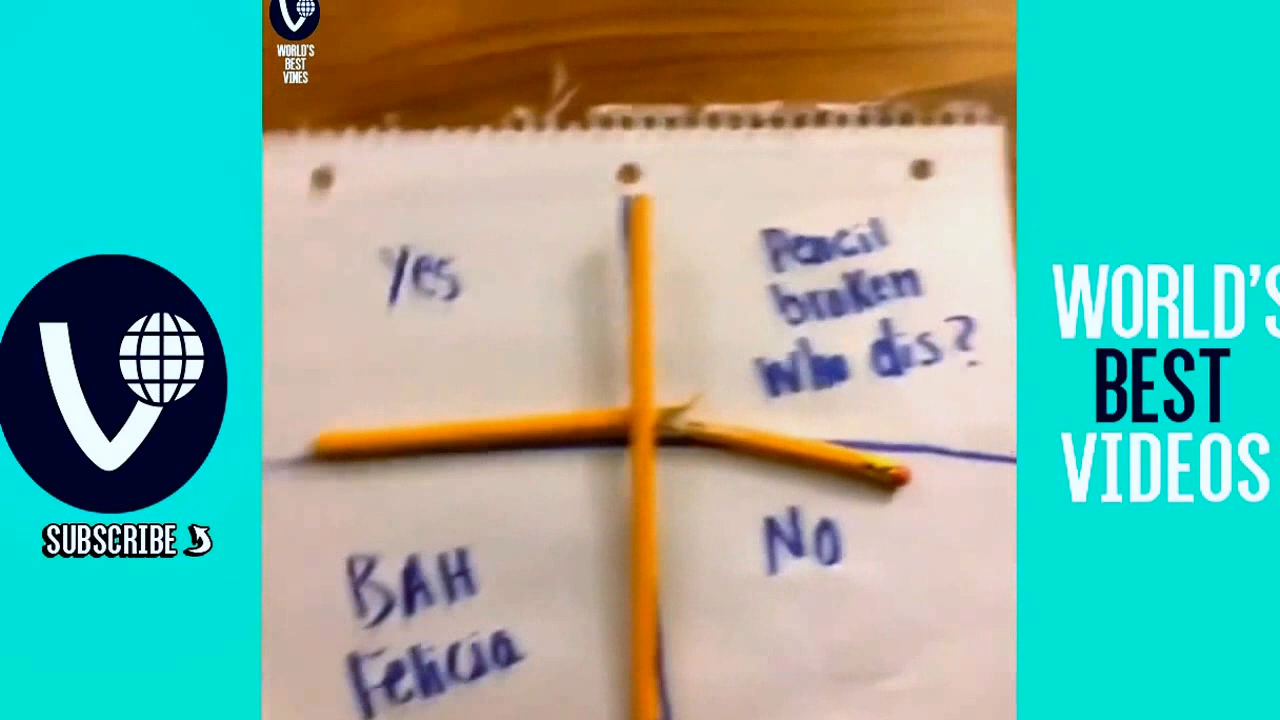 WORLD'S
BEST
VINES
Yes
Pencil
broken
Who dis?
BAH
Felicia
No
SUBSCRIBE
WORLD'S
BEST
VIDEOS